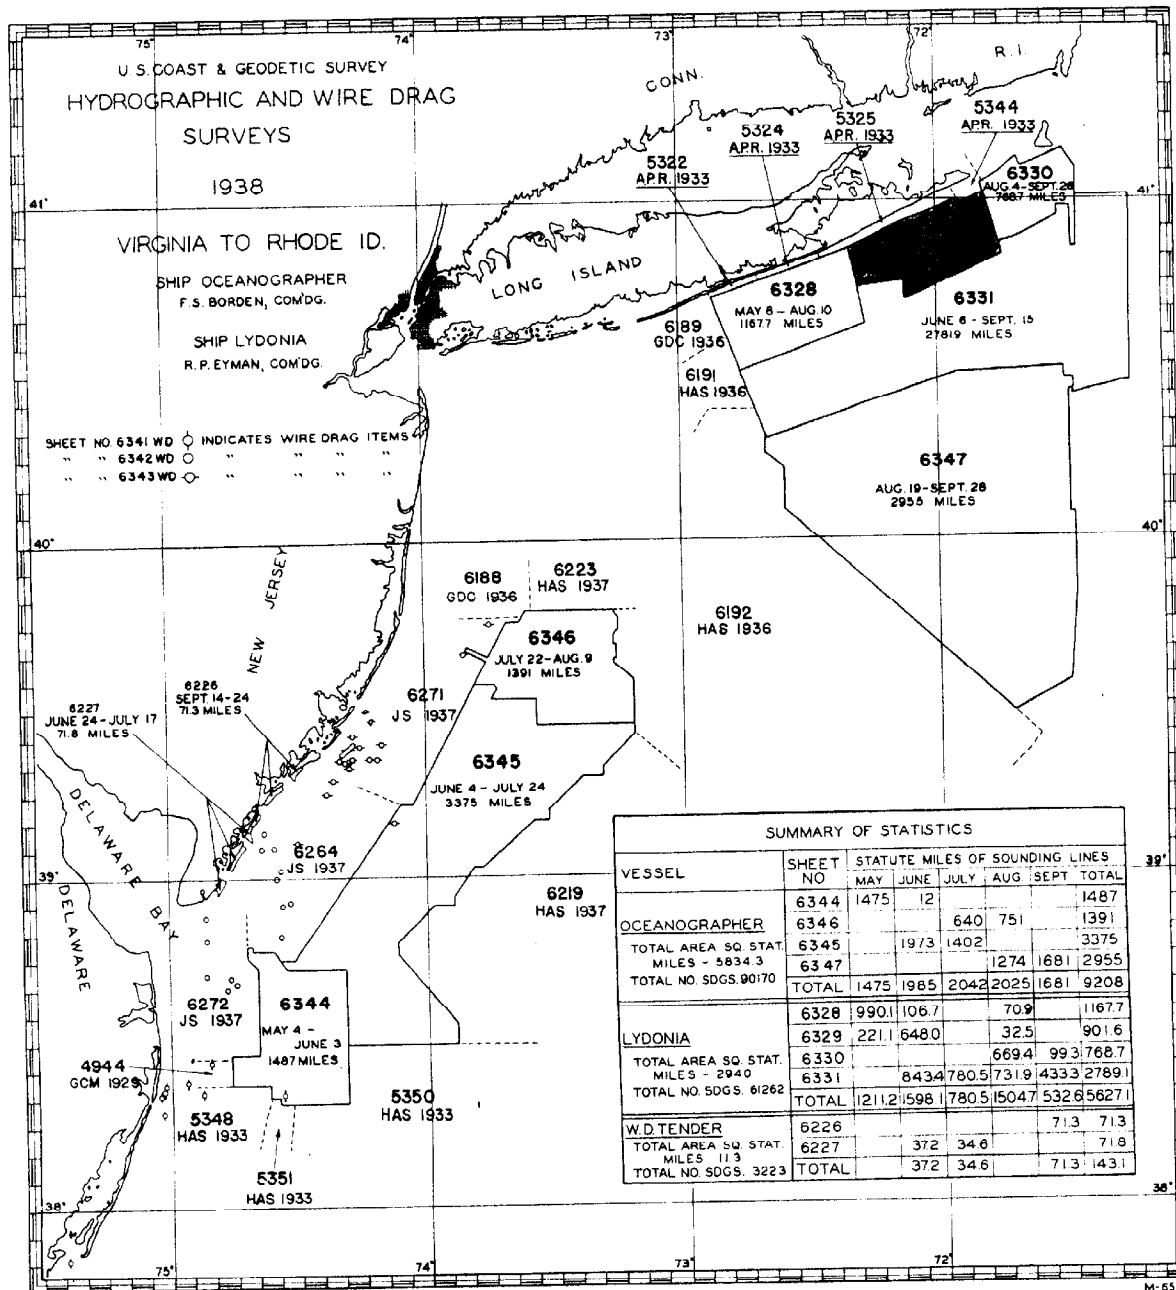 75°
74°
73°
72°
U.S. COAST & GEODETIC SURVEY
HYDROGRAPHIC AND WIRE DRAG
SURVEYS
1938
VIRGINIA TO RHODE ID.
SHIP OCEANOGRAPHER
F.S. BORDEN, COM'DG.
SHIP LYDONIA
R.P. EYMAN, COM'DG.
SHEET NO. 6341 WD INDICATES WIRE DRAG ITEMS
" " 6342 WD " " " "
" " 6343 WD " " " "
CONN.
R.I.
LONG ISLAND
NEW JERSEY
DELAWARE BAY
DELAWARE
5322
APR. 1933
5324
APR. 1933
5325
APR. 1933
5344
APR. 1933
6330
AUG. 4 - SEPT. 28
768.7 MILES
41°
41°
6328
MAY 8 - AUG. 10
1167.7 MILES
6331
JUNE 6 - SEPT. 15
2781.9 MILES
6189
GDC 1936
6191
HAS 1936
6347
AUG. 19 - SEPT. 28
2955 MILES
40°
40°
6188
GDC 1936
6223
HAS 1937
6192
HAS 1936
6346
JULY 22 - AUG. 9
1391 MILES
6226
SEPT. 14 - 24
71.3 MILES
6227
JUNE 24 - JULY 17
71.8 MILES
6271
JS 1937
6345
JUNE 4 - JULY 24
3375 MILES
6264
JS 1937
39°
39°
6219
HAS 1937
6272
JS 1937
6344
MAY 4 -
JUNE 3
1487 MILES
4944
GCM 1929
5348
HAS 1933
5350
HAS 1933
5351
HAS 1933
38°
38°
SUMMARY OF STATISTICS
VESSEL SHEET NO STATUTE MILES OF SOUNDING LINES
MAY JUNE JULY AUG. SEPT TOTAL
6344 1475 12 1487
OCEANOGRAPHER 6346 640 751 1391
TOTAL AREA SQ. STAT. 6345 1973 1402 3375
MILES - 5834.3 6347 1274 1681 2955
TOTAL NO. SDGS. 90170 TOTAL 1475 1985 2042 2025 1681 9208
6328 990.1 106.7 70.9 1167.7
LYDONIA 6329 221.1 648.0 32.5 901.6
TOTAL AREA SQ. STAT. 6330 669.4 99.3 768.7
MILES - 2940 6331 843.4 780.5 731.9 433.3 2789.1
TOTAL NO. SDGS. 61262 TOTAL 1211.2 1598.1 780.5 1504.7 532.6 5627.1
W.D. TENDER 6226 71.3 71.3
TOTAL AREA SQ. STAT. 6227 37.2 34.6 71.8
MILES 11.3
TOTAL NO. SDGS. 3223 TOTAL 37.2 34.6 71.3 143.1
75°
74°
73°
72°